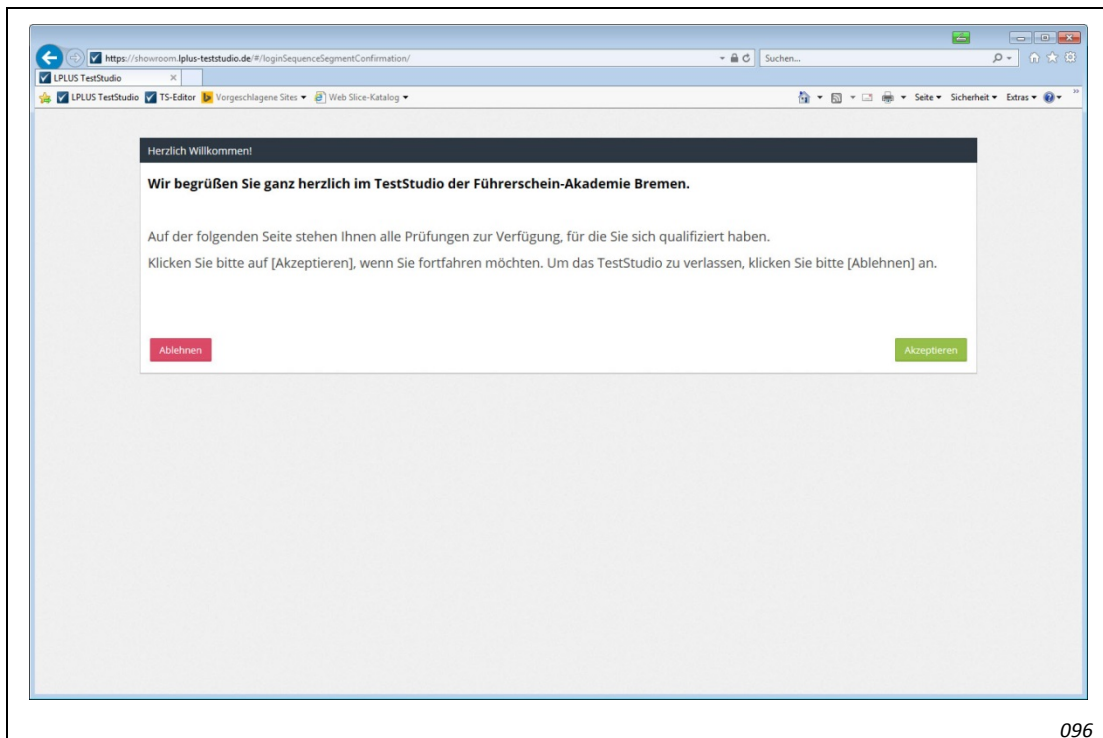 https://showroom.lplus-teststudio.de/#/loginSequenceSegmentConfirmation/
Suchen...
LPLUS TestStudio
LPLUS TestStudio TS-Editor Vorgeschlagene Sites Web Slice-Katalog Seite Sicherheit Extras
Herzlich Willkommen!
Wir begrüßen Sie ganz herzlich im TestStudio der Führerschein-Akademie Bremen.
Auf der folgenden Seite stehen Ihnen alle Prüfungen zur Verfügung, für die Sie sich qualifiziert haben.
Klicken Sie bitte auf [Akzeptieren], wenn Sie fortfahren möchten. Um das TestStudio zu verlassen, klicken Sie bitte [Ablehnen] an.
Ablehnen Akzeptieren
096